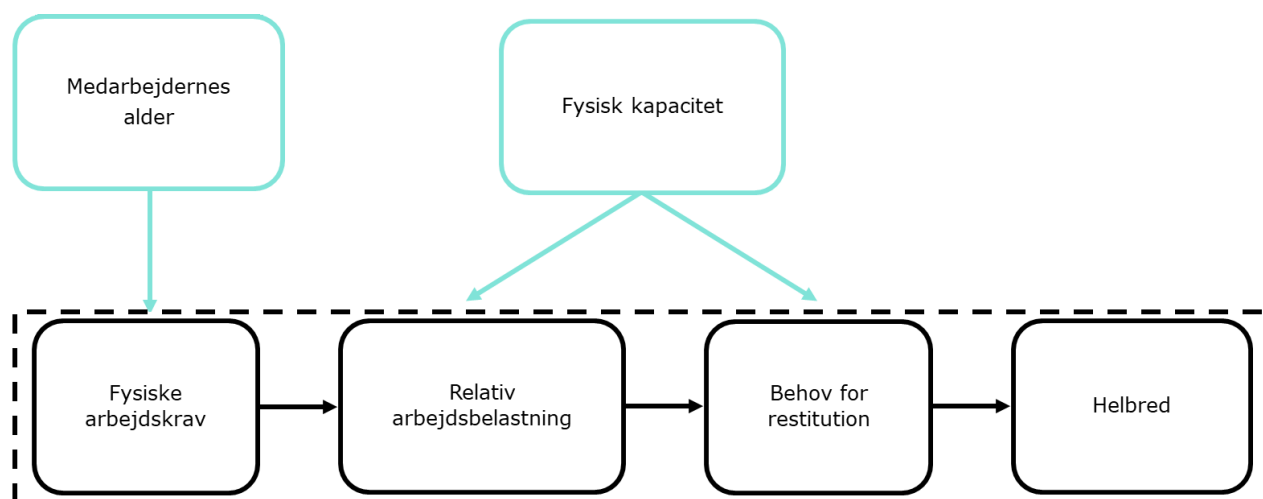 Medarbejdernes
alder
Fysisk kapacitet
Fysiske
arbejdskrav
Relativ
arbejdsbelastning
Behov for
restitution
Helbred